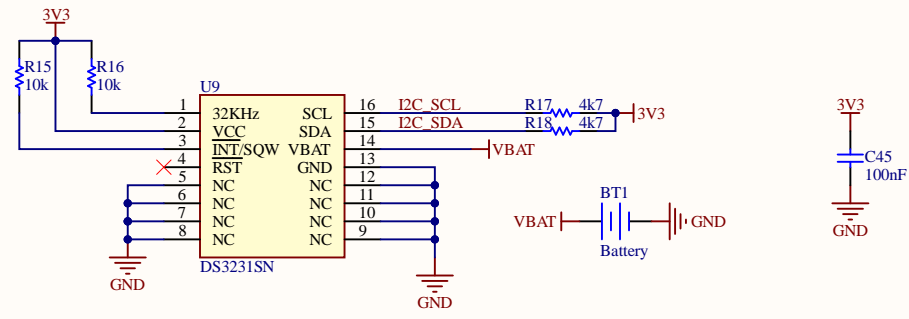 3V3
R15
10k
R16
10k
U9
1 32KHz SCL 16 I2C_SCL R17 4k7
2 VCC SDA 15 I2C_SDA R18 4k7
3V3
3 INT/SQW VBAT 14 VBAT
4 RST GND 13
5 NC NC 12
6 NC NC 11
7 NC NC 10
8 NC NC 9
DS3231SN
GND
GND
BT1
VBAT GND
Battery
3V3
C45
100nF
GND